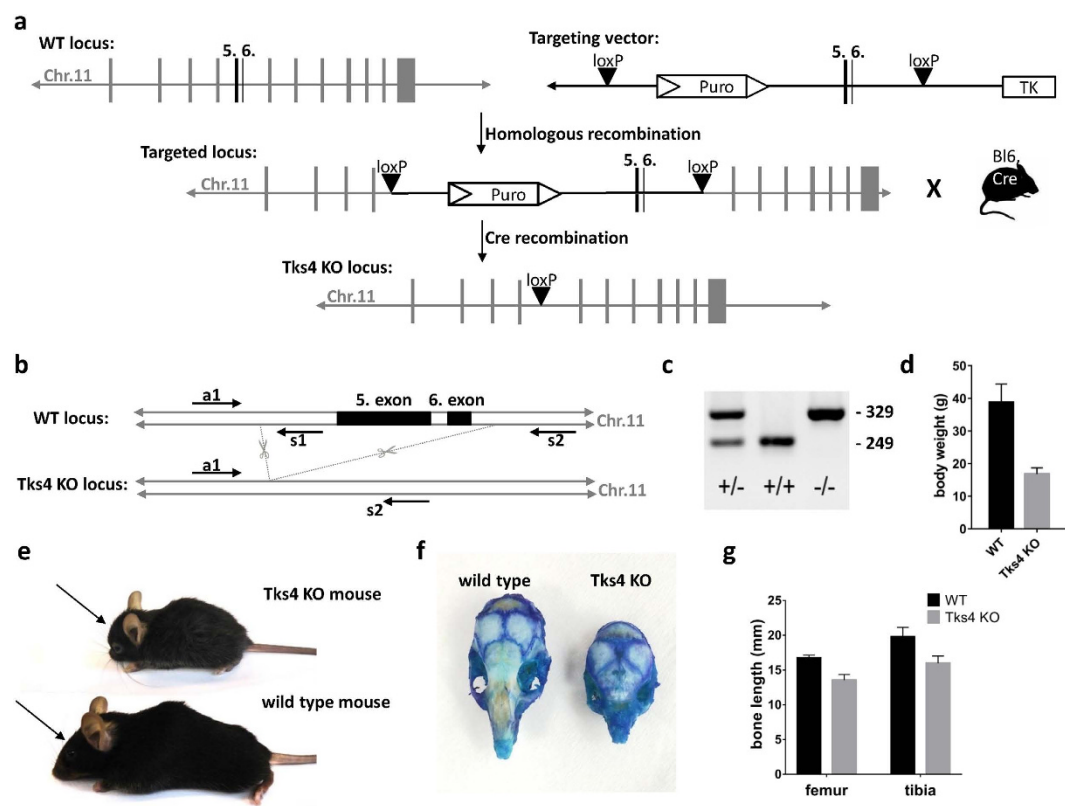 a
WT locus:
5. 6.
Chr.11
Targeting vector:
loxP
Puro
5. 6.
loxP
TK
Homologous recombination
Targeted locus:
Chr.11
loxP
Puro
5. 6.
loxP
X
Bl6,
Cre
Cre recombination
Tks4 KO locus:
Chr.11
loxP
b
a1
5. exon 6. exon
WT locus:
Chr.11
s1
s2
a1
Tks4 KO locus:
Chr.11
s2
c
- 329
- 249
+/- +/+ -/-
d
body weight (g)
50
40
30
20
10
0
WT
Tks4 KO
e
Tks4 KO mouse
wild type mouse
f
wild type Tks4 KO
g
WT
Tks4 KO
bone length (mm)
25
20
15
10
5
0
femur tibia